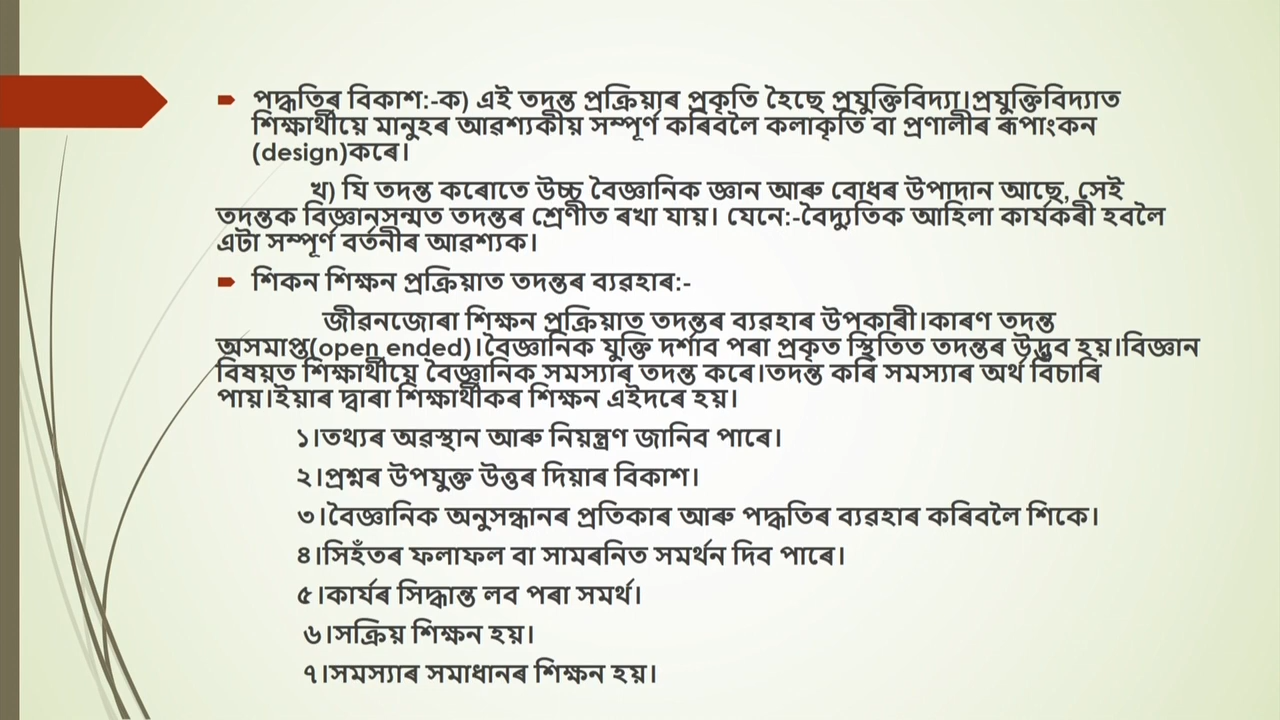 পদ্ধতিৰ বিকাশ:-ক) এই তদন্ত প্ৰক্ৰিয়াৰ প্ৰকৃতি হৈছে প্ৰযুক্তিবিদ্যা।প্ৰযুক্তিবিদ্যাত
শিক্ষাৰ্থীয়ে মানুহৰ আৱশ্যকীয় সম্পূৰ্ণ কৰিবলৈ কলাকৃতি বা প্ৰণালীৰ ৰূপাংকন
(design)কৰে।
খ) যি তদন্ত কৰোতে উচ্চ বৈজ্ঞানিক জ্ঞান আৰু বোধৰ উপাদান আছে, সেই
তদন্তক বিজ্ঞানসন্মত তদন্তৰ শ্ৰেণীত ৰখা যায়। যেনে:-বৈদ্যুতিক আহিলা কাৰ্যকৰী হবলৈ
এটা সম্পূৰ্ণ বৰ্তনীৰ আৱশ্যক।
শিকন শিক্ষন প্ৰক্ৰিয়াত তদন্তৰ ব্যৱহাৰ:-
জীৱনজোৰা শিক্ষন প্ৰক্ৰিয়াত তদন্তৰ ব্যৱহাৰ উপকাৰী।কাৰণ তদন্ত
অসমাপ্ত(open ended)।বৈজ্ঞানিক যুক্তি দৰ্শাব পৰা প্ৰকৃত স্থিতিত তদন্তৰ উদ্ভৱ হয়।বিজ্ঞান
বিষয়ত শিক্ষাৰ্থীয়ে বৈজ্ঞানিক সমস্যাৰ তদন্ত কৰে।তদন্ত কৰি সমস্যাৰ অৰ্থ বিচাৰি
পায়।ইয়াৰ দ্বাৰা শিক্ষাৰ্থীকৰ শিক্ষন এইদৰে হয়।
১।তথ্যৰ অৱস্থান আৰু নিয়ন্ত্ৰণ জানিব পাৰে।
২।প্ৰশ্নৰ উপযুক্ত উত্তৰ দিয়াৰ বিকাশ।
৩।বৈজ্ঞানিক অনুসন্ধানৰ প্ৰতিকাৰ আৰু পদ্ধতিৰ ব্যৱহাৰ কৰিবলৈ শিকে।
৪।সিহঁতৰ ফলাফল বা সামৰনিত সমৰ্থন দিব পাৰে।
৫।কাৰ্যৰ সিদ্ধান্ত লব পৰা সমৰ্থ।
৬।সক্ৰিয় শিক্ষন হয়।
৭।সমস্যাৰ সমাধানৰ শিক্ষন হয়।